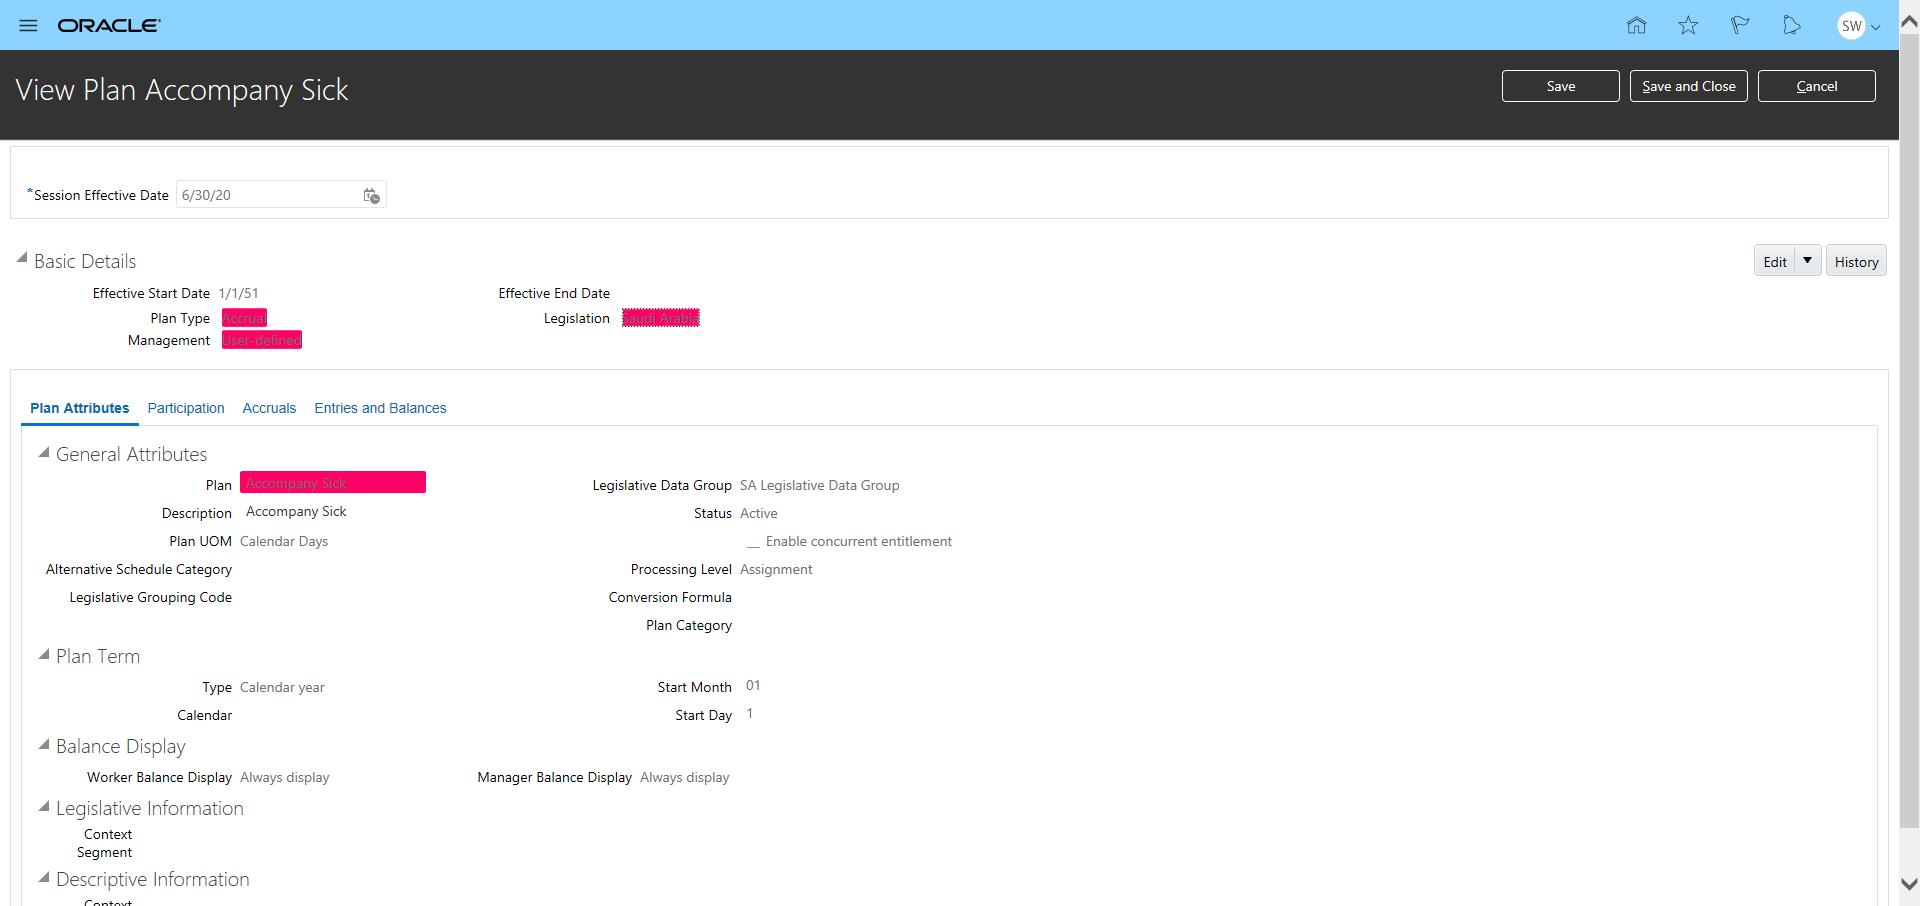 ORACLE
SW
View Plan Accompany Sick
Save
Save and Close
Cancel
*Session Effective Date 6/30/20
Basic Details
Edit
History
Effective Start Date 1/1/51
Effective End Date
Plan Type Accrual
Legislation Saudi Arabia
Management User-defined
Plan Attributes Participation Accruals Entries and Balances
General Attributes
Plan Accompany Sick
Legislative Data Group SA Legislative Data Group
Description Accompany Sick
Status Active
Plan UOM Calendar Days
Enable concurrent entitlement
Alternative Schedule Category
Processing Level Assignment
Legislative Grouping Code
Conversion Formula
Plan Category
Plan Term
Type Calendar year
Start Month 01
Calendar
Start Day 1
Balance Display
Worker Balance Display Always display
Manager Balance Display Always display
Legislative Information
Context
Segment
Descriptive Information
Context